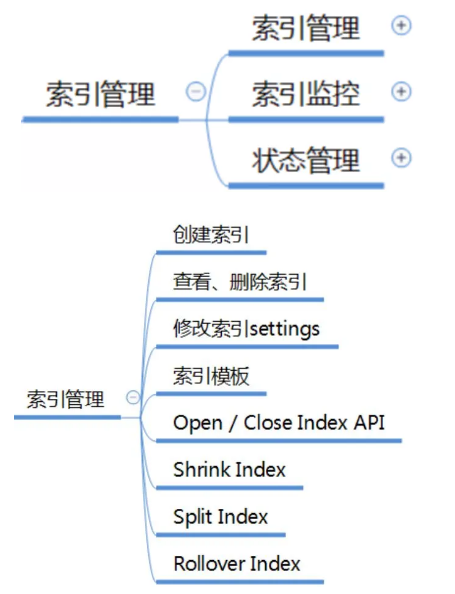 索引管理
索引管理
索引监控
状态管理
索引管理
创建索引
查看、删除索引
修改索引settings
索引模板
Open / Close Index API
Shrink Index
Split Index
Rollover Index